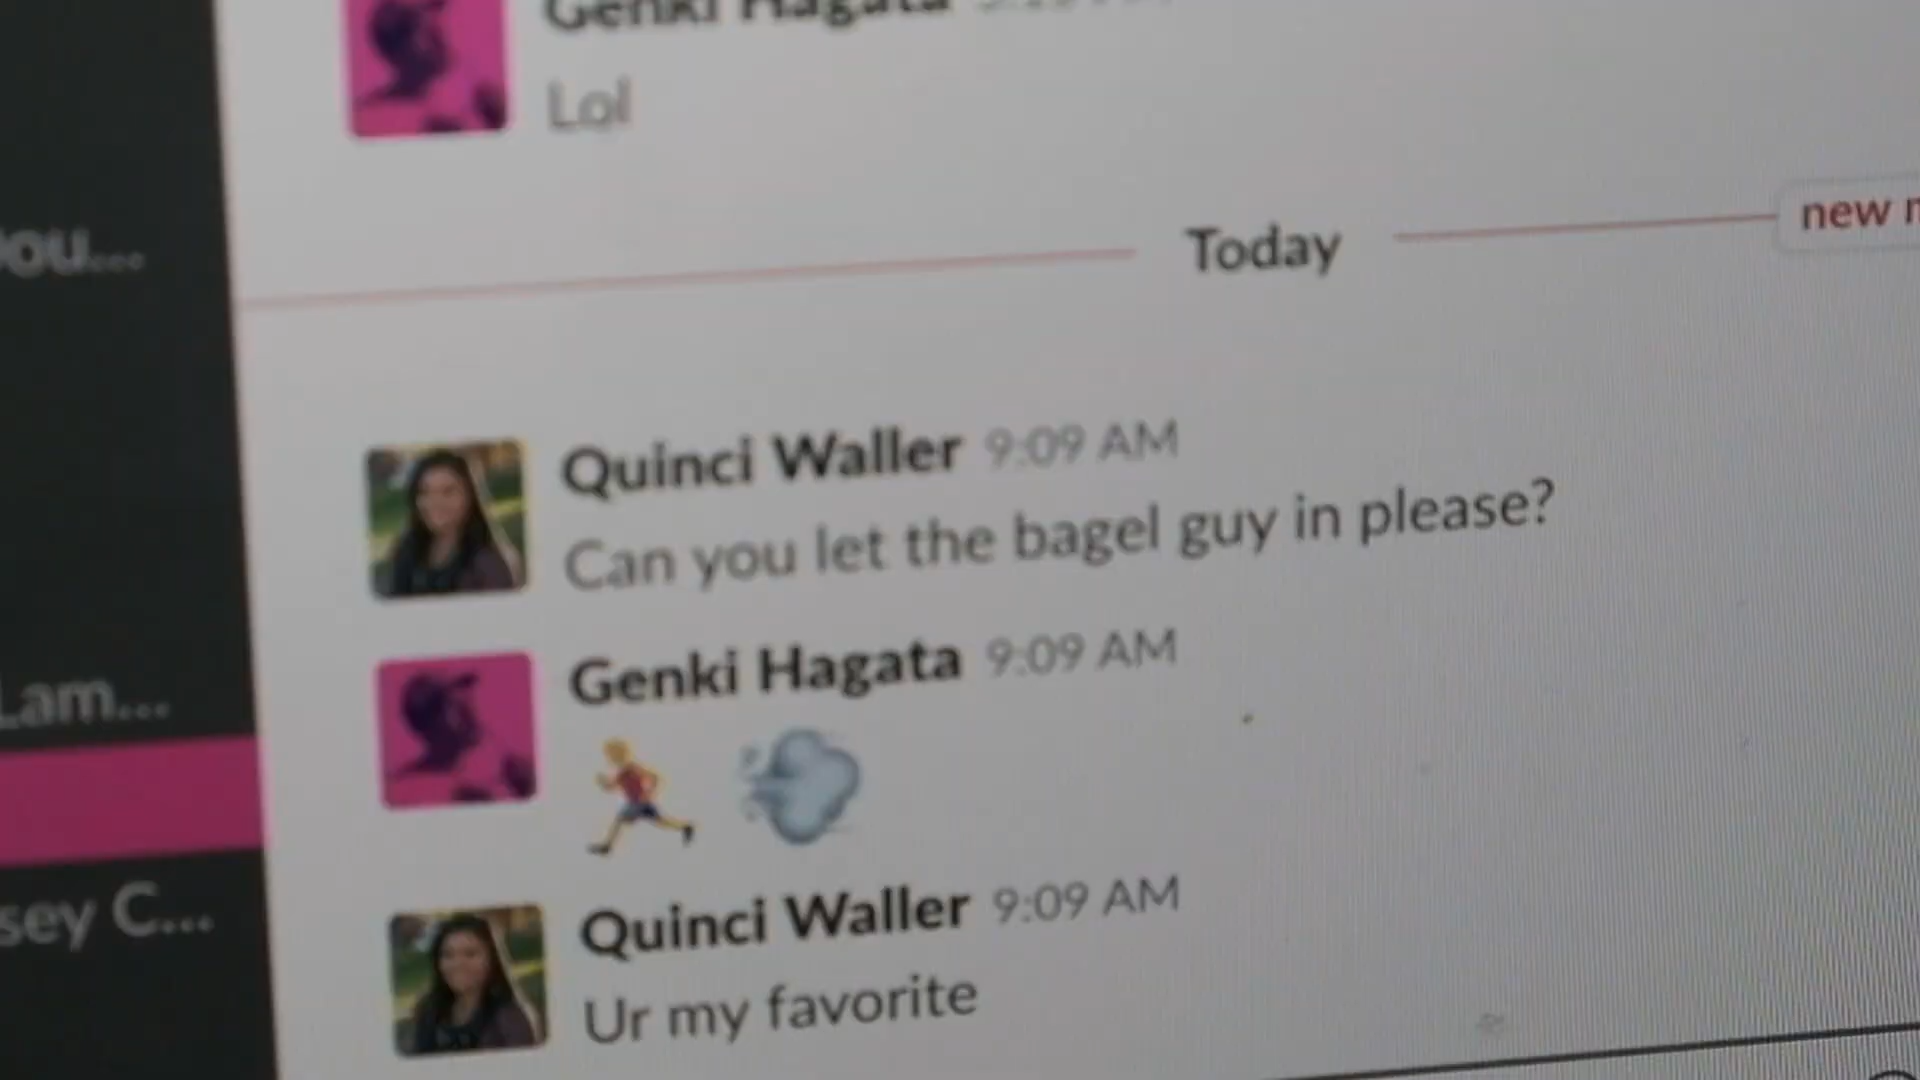 Genki Hagata
Lol
ou...
Today
new
Quinci Waller 9:09 AM
Can you let the bagel guy in please?
Genki Hagata 9:09 AM
Lam...
Quinci Waller 9:09 AM
sey C...
Ur my favorite